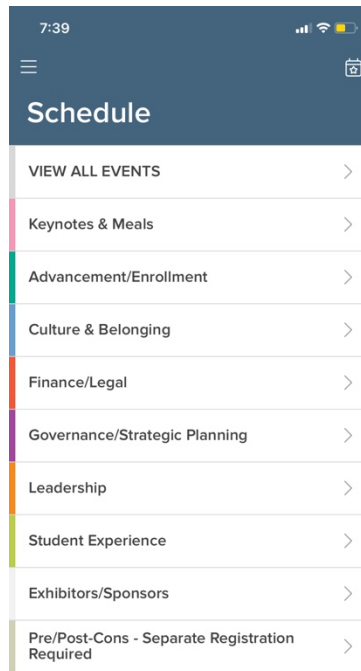 7:39
Schedule
VIEW ALL EVENTS
Keynotes & Meals
Advancement/Enrollment
Culture & Belonging
Finance/Legal
Governance/Strategic Planning
Leadership
Student Experience
Exhibitors/Sponsors
Pre/Post-Cons - Separate Registration
Required